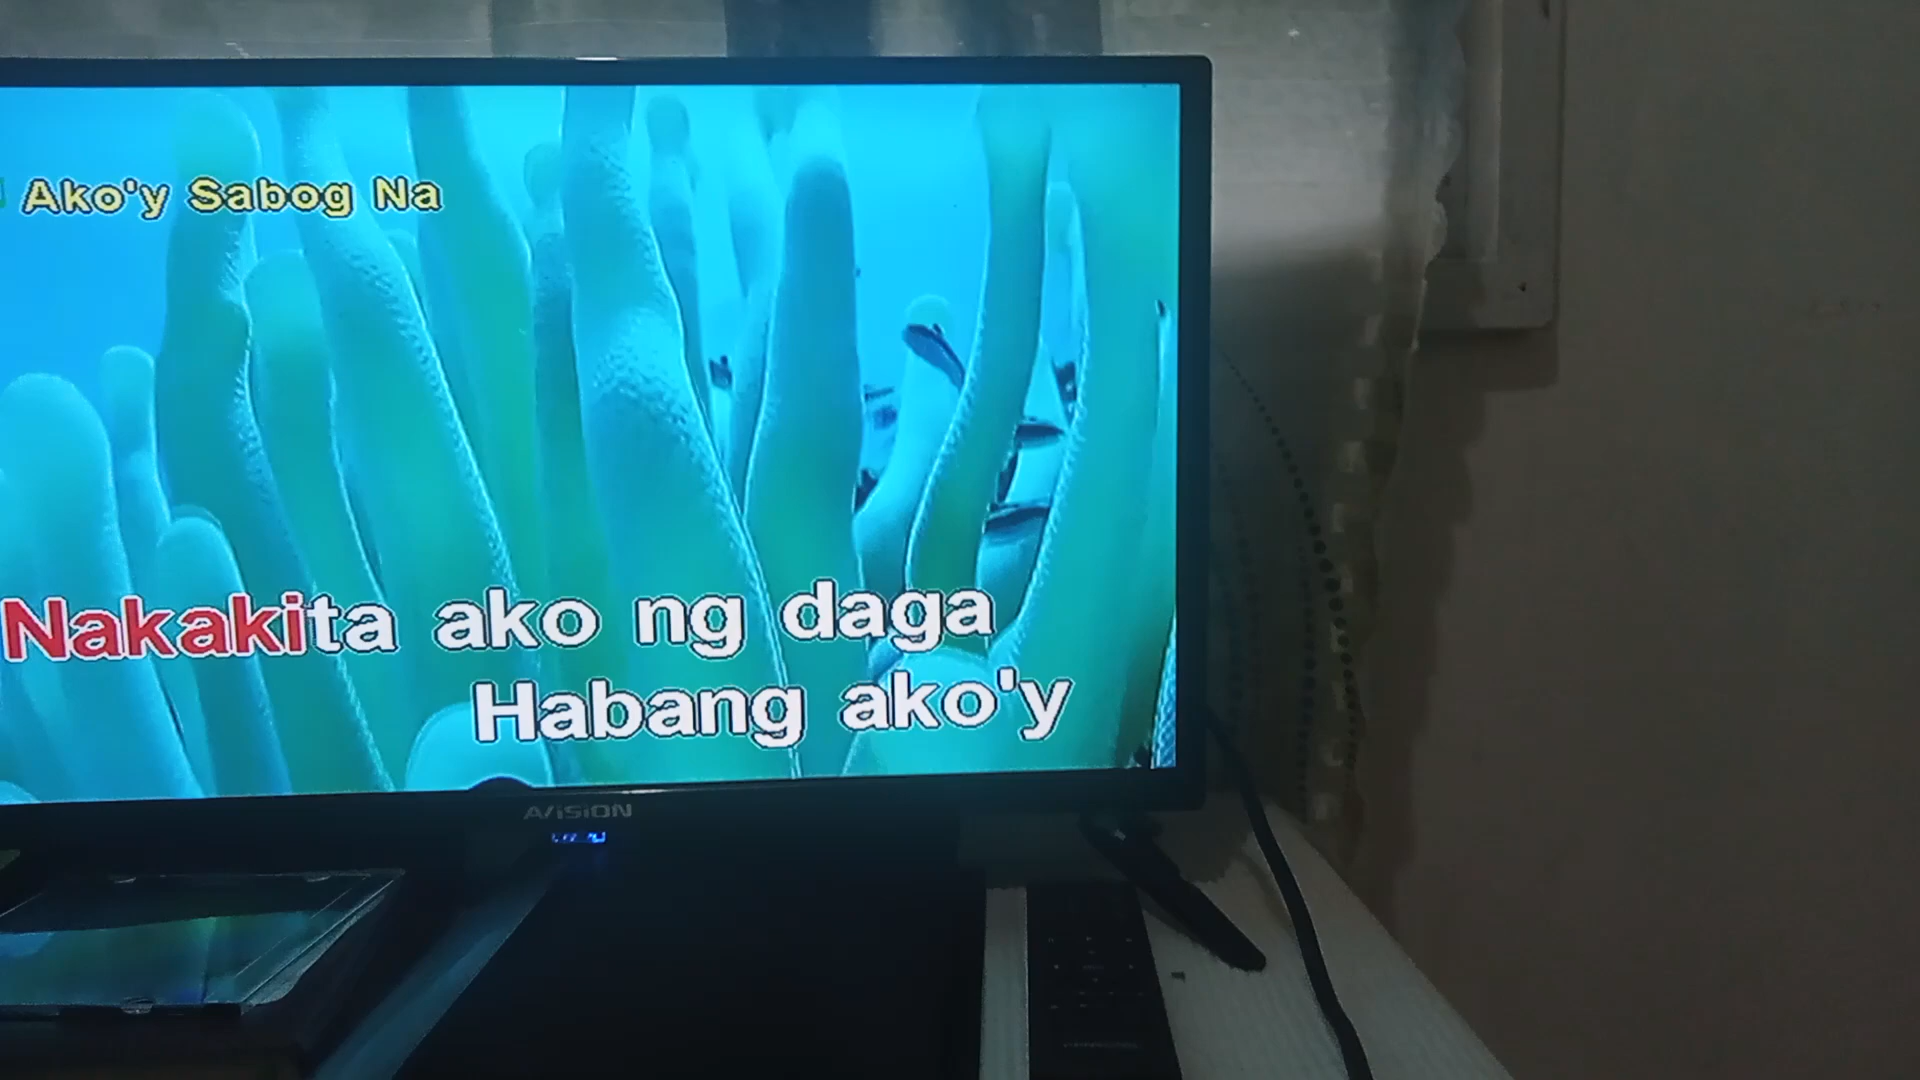 Ako'y Sabog Na
Nakakita ako ng daga
Habang ako'y
AVISION